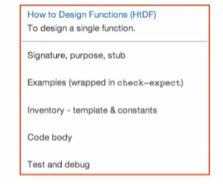 How to Design Functions (HtDF)
To design a single function.
Signature, purpose, stub
Examples (wrapped in check-expect)
Inventory - template & constants
Code body
Test and debug